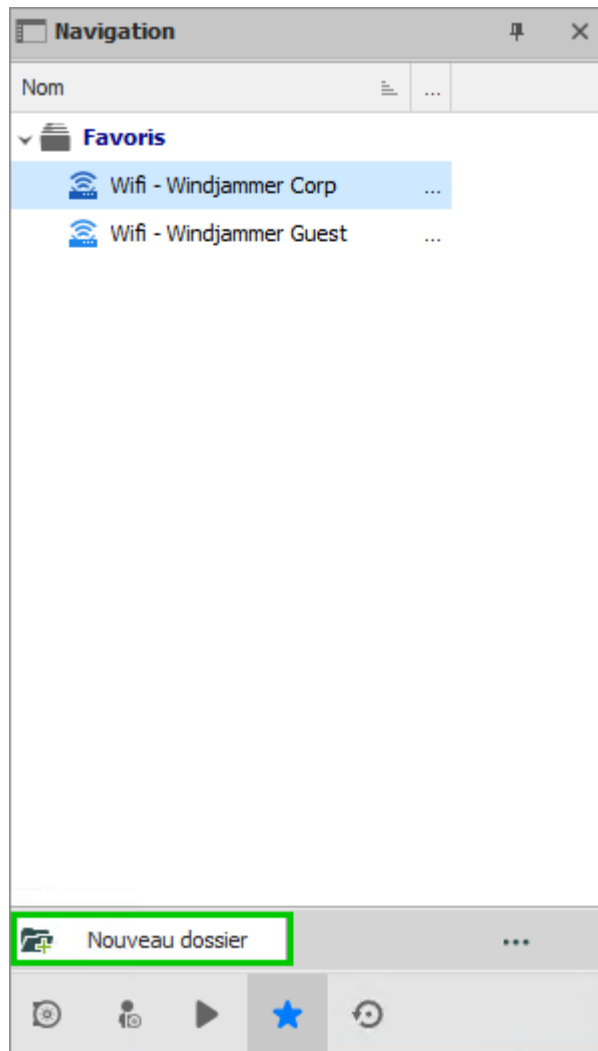 Navigation
Nom ...
Favoris
Wifi - Windjammer Corp ...
Wifi - Windjammer Guest ...
Nouveau dossier